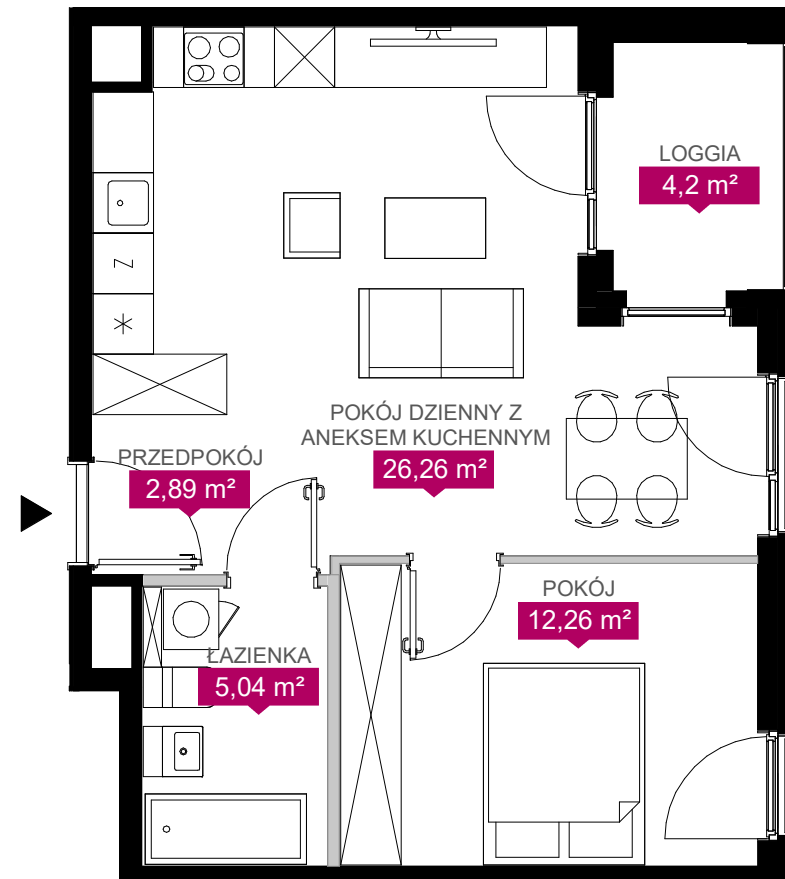 LOGGIA
4,2 m²
POKÓJ DZIENNY Z
ANEKSEM KUCHENNYM
26,26 m²
PRZEDPOKÓJ
2,89 m²
POKÓJ
12,26 m²
ŁAZIENKA
5,04 m²
Z